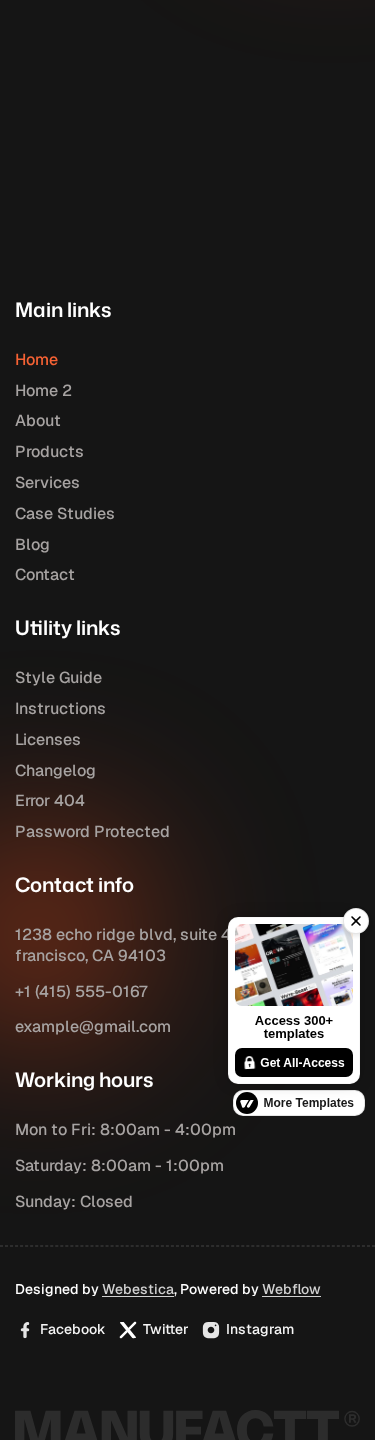 Main links
Home
Home 2
About
Products
Services
Case Studies
Blog
Contact
Utility links
Style Guide
Instructions
Licenses
Changelog
Error 404
Password Protected
Contact info
1238 echo ridge blvd, suite 4
francisco, CA 94103
+1 (415) 555-0167
example@gmail.com
Access 300+
templates
Get All-Access
More Templates
Working hours
Mon to Fri: 8:00am - 4:00pm
Saturday: 8:00am - 1:00pm
Sunday: Closed
Designed by Webestica, Powered by Webflow
Facebook Twitter Instagram
MANUFACTT®